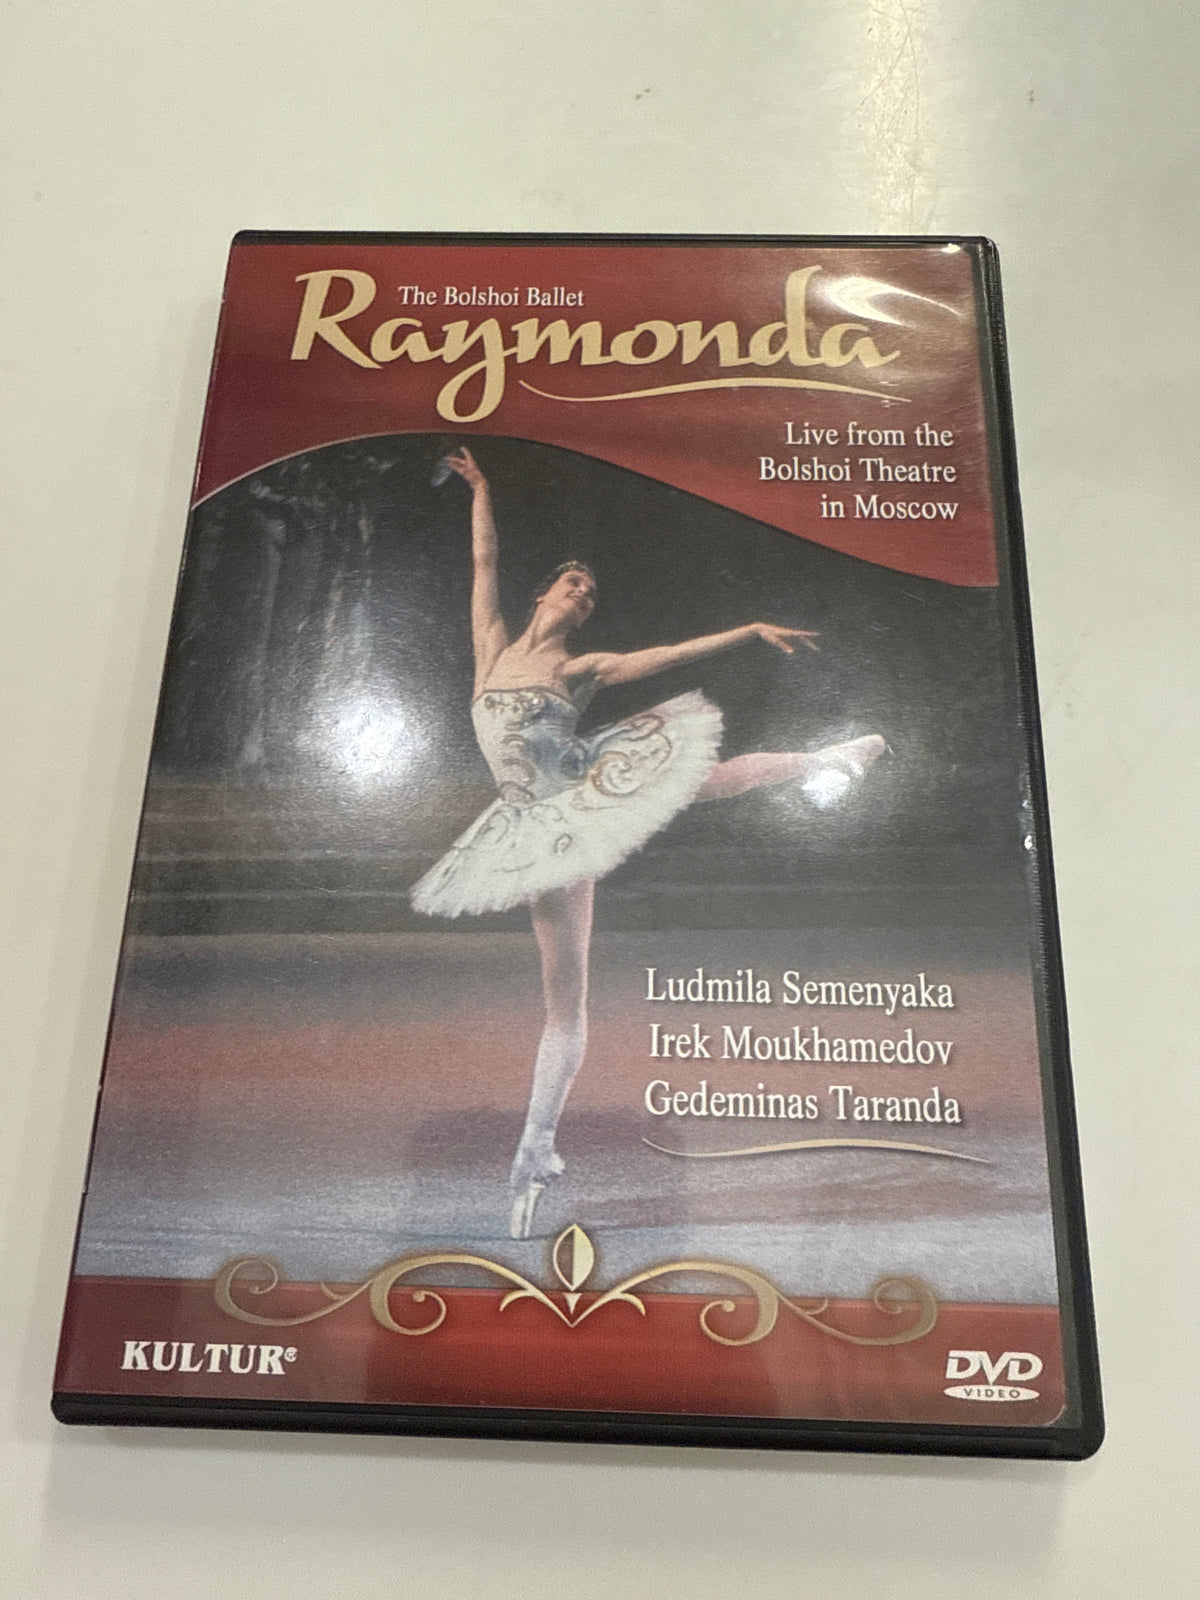 The Bolshoi Ballet
Raymonda
Live from the
Bolshoi Theatre
in Moscow
Ludmila Semenyaka
Irek Moukhamedov
Gedeminas Taranda
KULTUR®
DVD
VIDEO